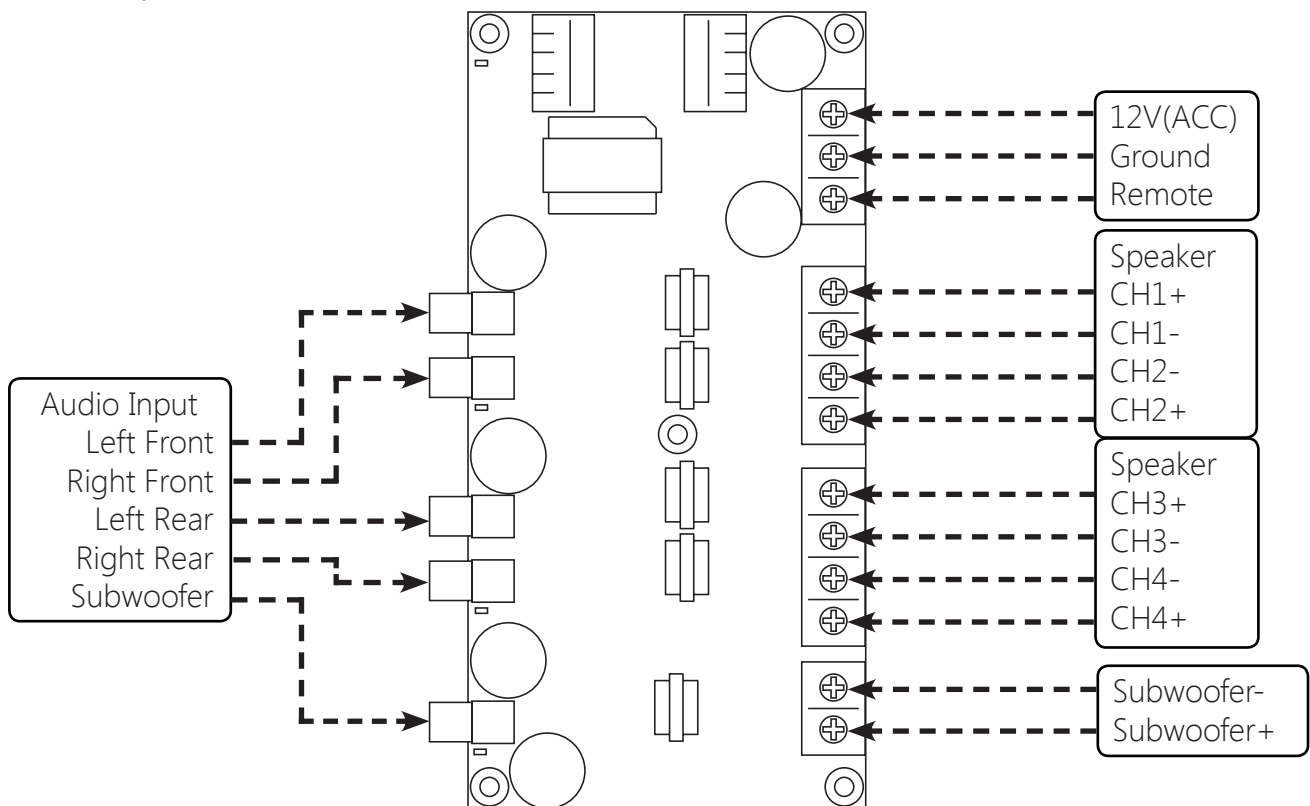 12V(ACC)
Ground
Remote
Speaker
CH1+
CH1-
CH2-
CH2+
Audio Input
Left Front
Right Front
Left Rear
Right Rear
Subwoofer
Speaker
CH3+
CH3-
CH4-
CH4+
Subwoofer-
Subwoofer+